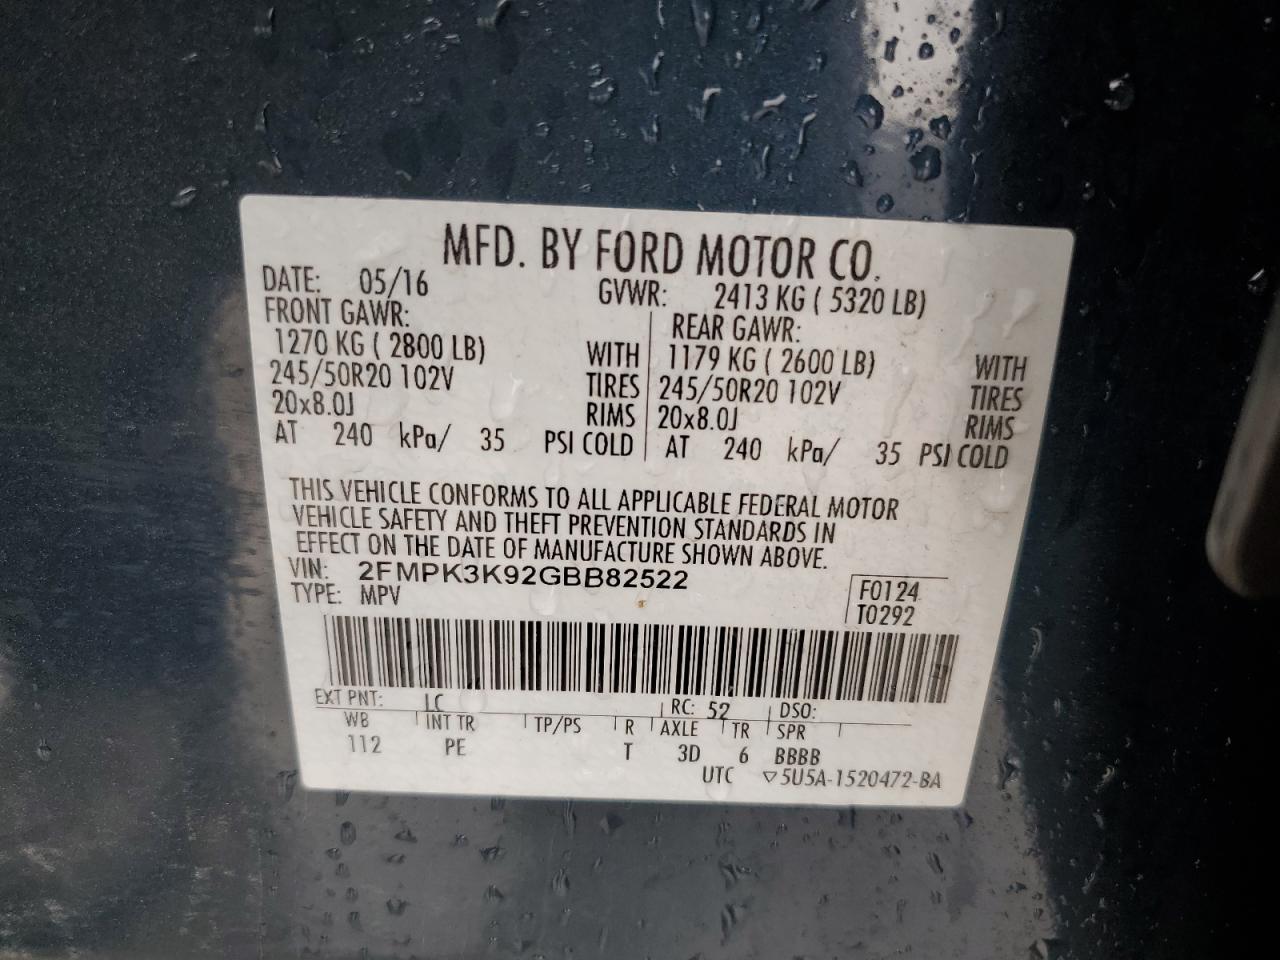 MFD. BY FORD MOTOR CO.
DATE: 05/16 GVWR: 2413 KG ( 5320 LB)
FRONT GAWR: REAR GAWR:
1270 KG ( 2800 LB) WITH 1179 KG ( 2600 LB) WITH
245/50R20 102V TIRES 245/50R20 102V TIRES
20x8.0J RIMS 20x8.0J RIMS
AT 240 kPa/ 35 PSI COLD AT 240 kPa/ 35 PSI COLD
THIS VEHICLE CONFORMS TO ALL APPLICABLE FEDERAL MOTOR
VEHICLE SAFETY AND THEFT PREVENTION STANDARDS IN
EFFECT ON THE DATE OF MANUFACTURE SHOWN ABOVE.
VIN: 2FMPK3K92GBB82522
TYPE: MPV
F0124
T0292
EXT PNT: LC RC: 52 DSO:
WB INT TR TP/PS R AXLE TR SPR
112 PE T 3D 6 BBBB
UTC ▽5U5A-1520472-BA